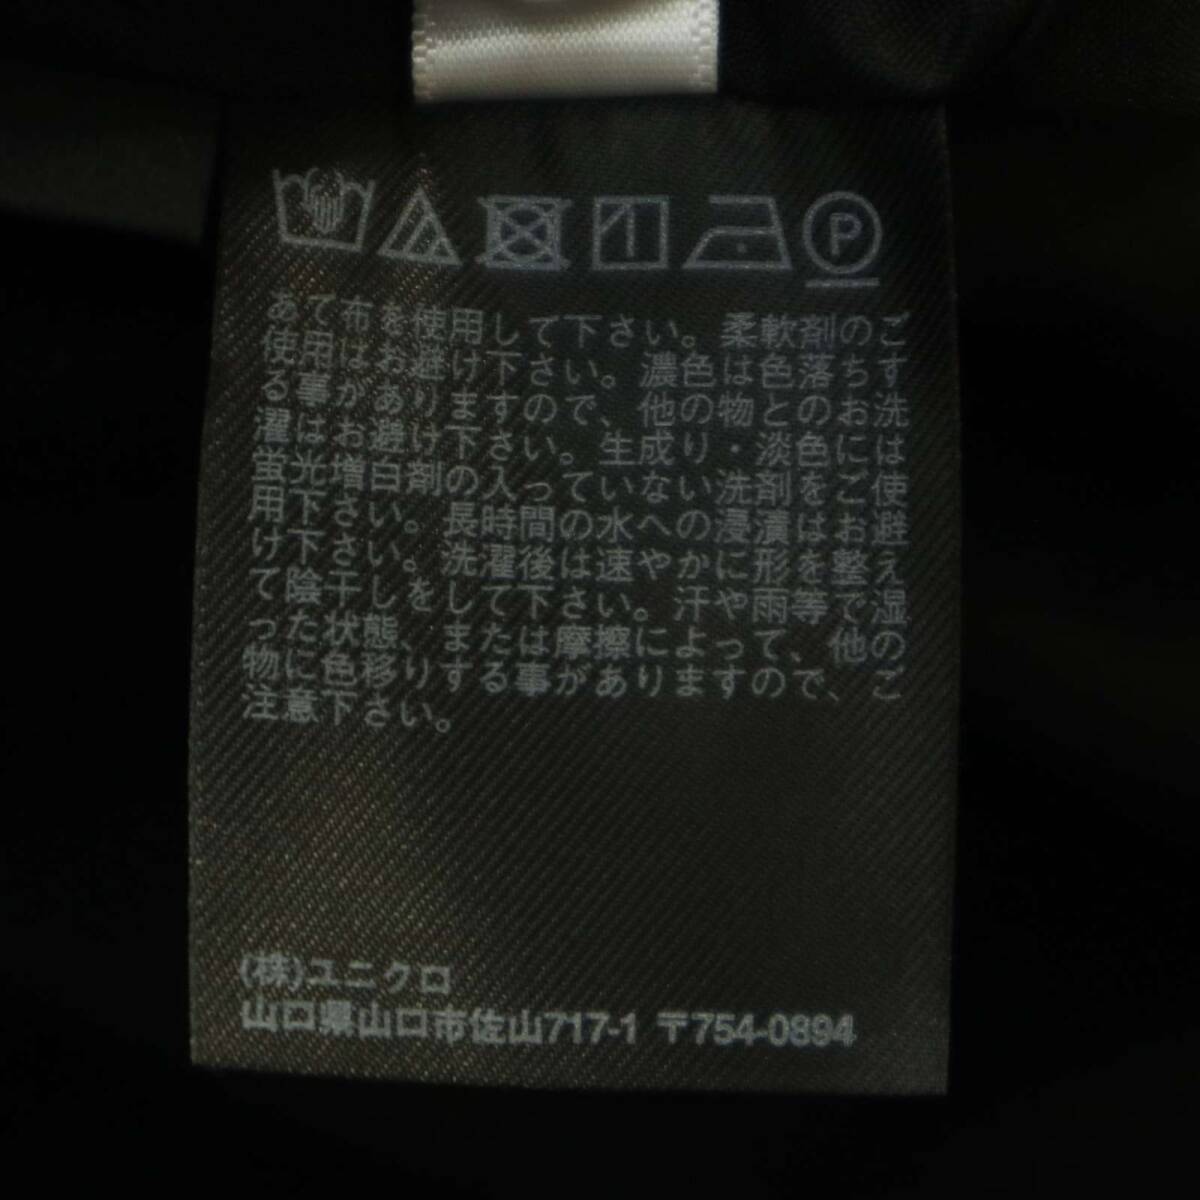 P
あて布を使用して下さい。柔軟剤のご
使用はお避け下さい。濃色は色落ちす
る事がありますので、他の物とのお洗
濯はお避け下さい。生成り・淡色には
蛍光増白剤の入っていない洗剤をご使
用下さい。長時間の水への浸漬はお避
け下さい。洗濯後は速やかに形を整え
て陰干しをして下さい。汗や雨等で湿
った状態、または摩擦によって、他の
物に色移りする事がありますので、ご
注意下さい。
(株)ユニクロ
山口県山口市佐山717-1 〒754-0894